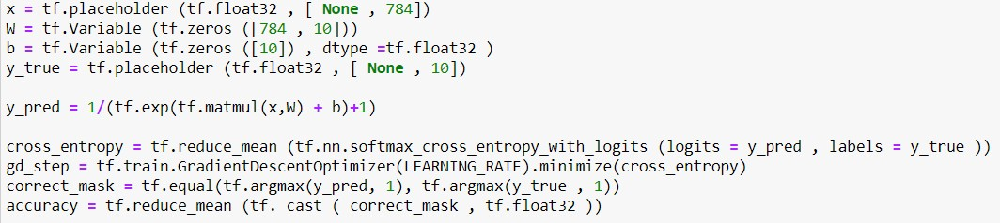 x = tf.placeholder (tf.float32 , [ None , 784])
W = tf.Variable (tf.zeros ([784 , 10]))
b = tf.Variable (tf.zeros ([10]) , dtype =tf.float32 )
y_true = tf.placeholder (tf.float32 , [ None , 10])
y_pred = 1/(tf.exp(tf.matmul(x,W) + b)+1)
cross_entropy = tf.reduce_mean (tf.nn.softmax_cross_entropy_with_logits (logits = y_pred , labels = y_true ))
gd_step = tf.train.GradientDescentOptimizer(LEARNING_RATE).minimize(cross_entropy)
correct_mask = tf.equal(tf.argmax(y_pred, 1), tf.argmax(y_true , 1))
accuracy = tf.reduce_mean (tf. cast ( correct_mask , tf.float32 ))